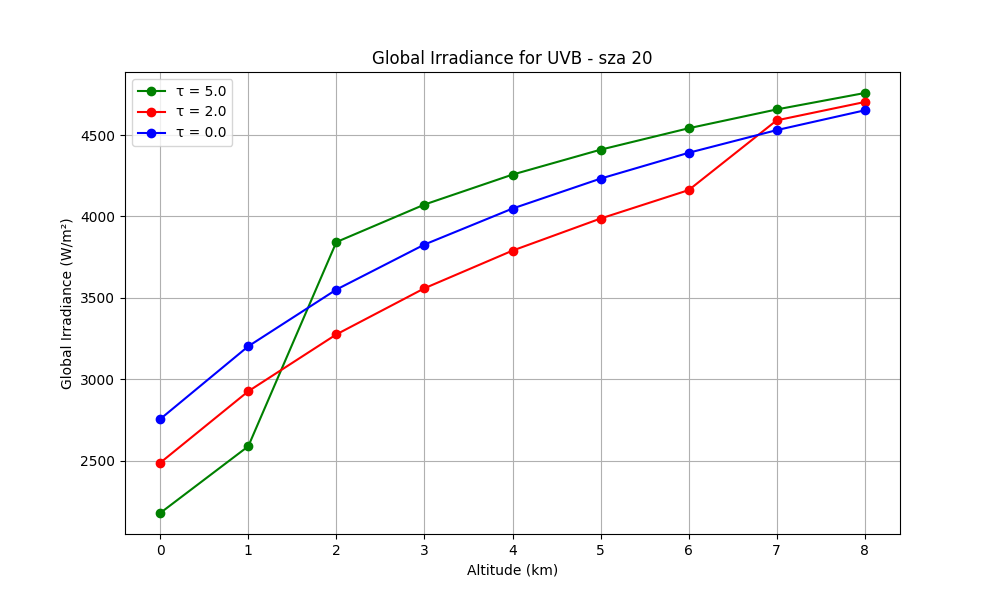 Global Irradiance for UVB - sza 20
τ = 5.0
τ = 2.0
τ = 0.0
Global Irradiance (W/m²)
4500
4000
3500
3000
2500
0 1 2 3 4 5 6 7 8
Altitude (km)